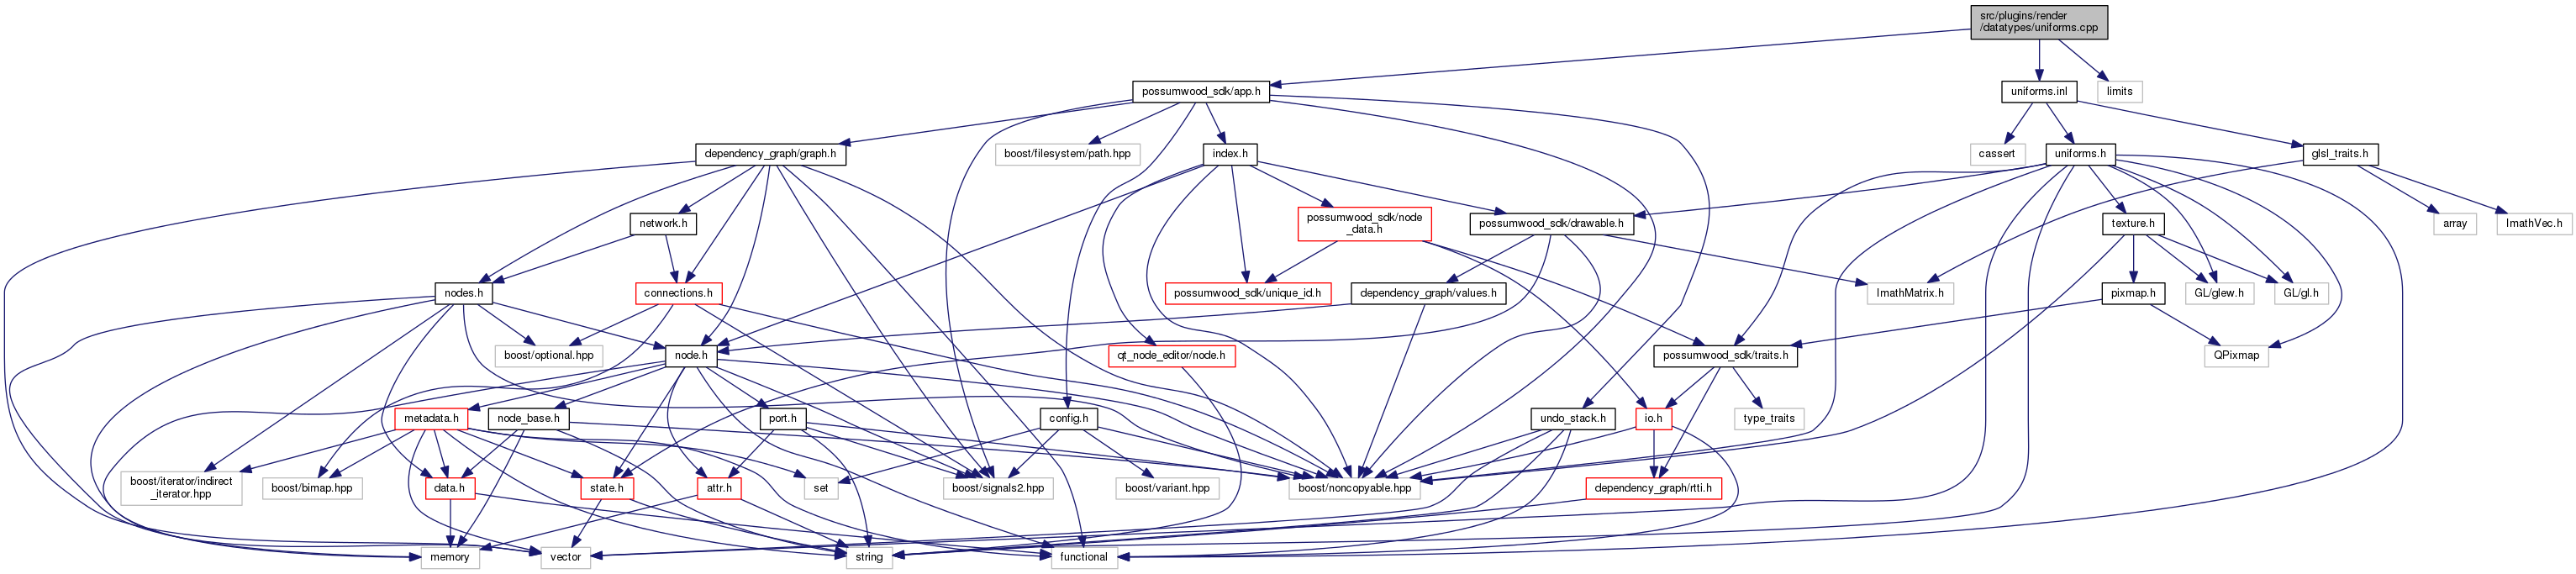 src/plugins/render
/datatypes/uniforms.cpp
possumwood_sdk/app.h
uniforms.inl
limits
dependency_graph/graph.h
boost/filesystem/path.hpp
index.h
cassert
uniforms.h
glsl_traits.h
network.h
possumwood_sdk/node
_data.h
possumwood_sdk/drawable.h
texture.h
array
ImathVec.h
nodes.h
connections.h
possumwood_sdk/unique_id.h
dependency_graph/values.h
ImathMatrix.h
pixmap.h
GL/glew.h
GL/gl.h
boost/optional.hpp
node.h
qt_node_editor/node.h
possumwood_sdk/traits.h
QPixmap
metadata.h
node_base.h
port.h
config.h
undo_stack.h
io.h
type_traits
boost/iterator/indirect
_iterator.hpp
boost/bimap.hpp
data.h
state.h
attr.h
set
boost/signals2.hpp
boost/variant.hpp
boost/noncopyable.hpp
dependency_graph/rtti.h
memory
vector
string
functional